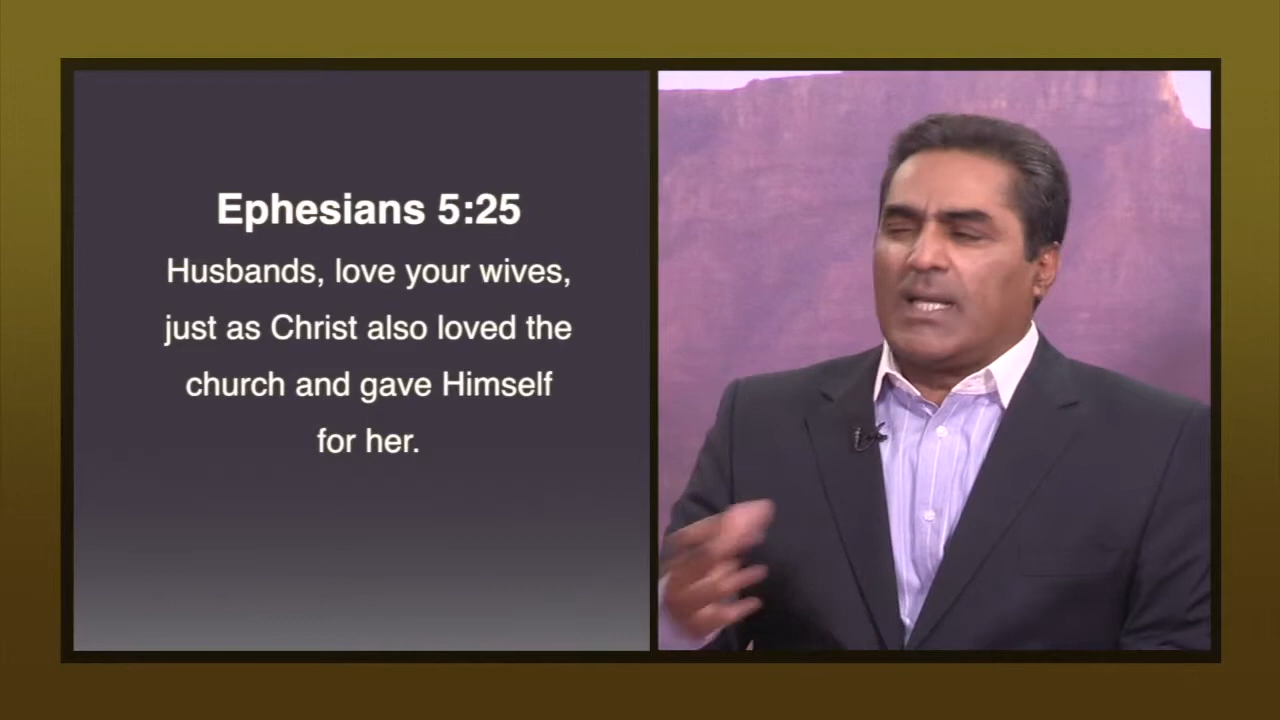 Ephesians 5:25
Husbands, love your wives,
just as Christ also loved the
church and gave Himself
for her.